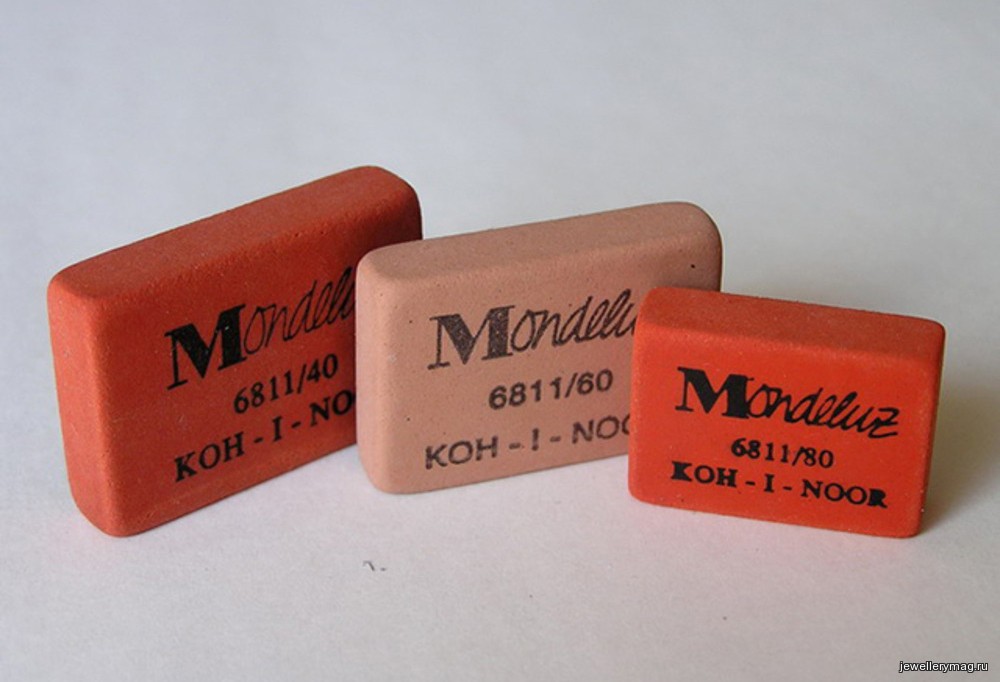 Mondelu
6811/40
KOH - I - NO
Mondelu
6811/60
KOH - I - NOO
Mondeluz
6811/80
KOH - I - NOOR
jewellerymag.ru